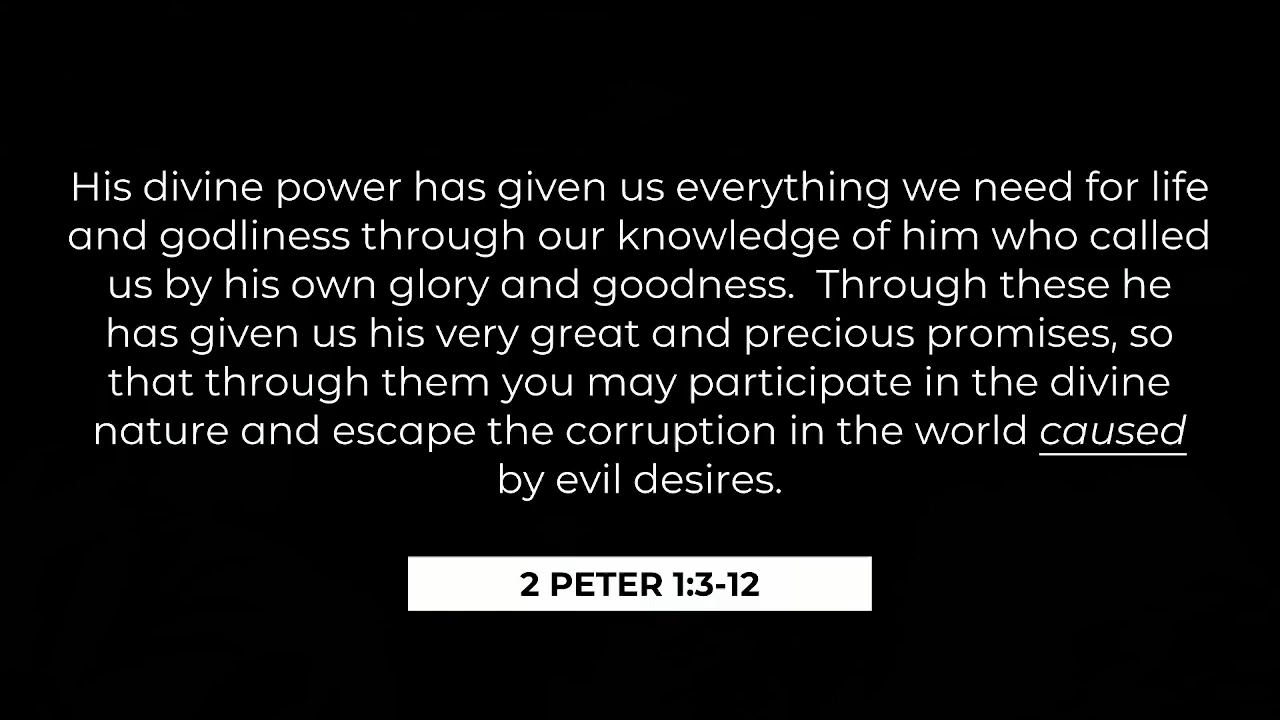 His divine power has given us everything we need for life
and godliness through our knowledge of him who called
us by his own glory and goodness.  Through these he
has given us his very great and precious promises, so
that through them you may participate in the divine
nature and escape the corruption in the world caused
by evil desires.
2 PETER 1:3-12